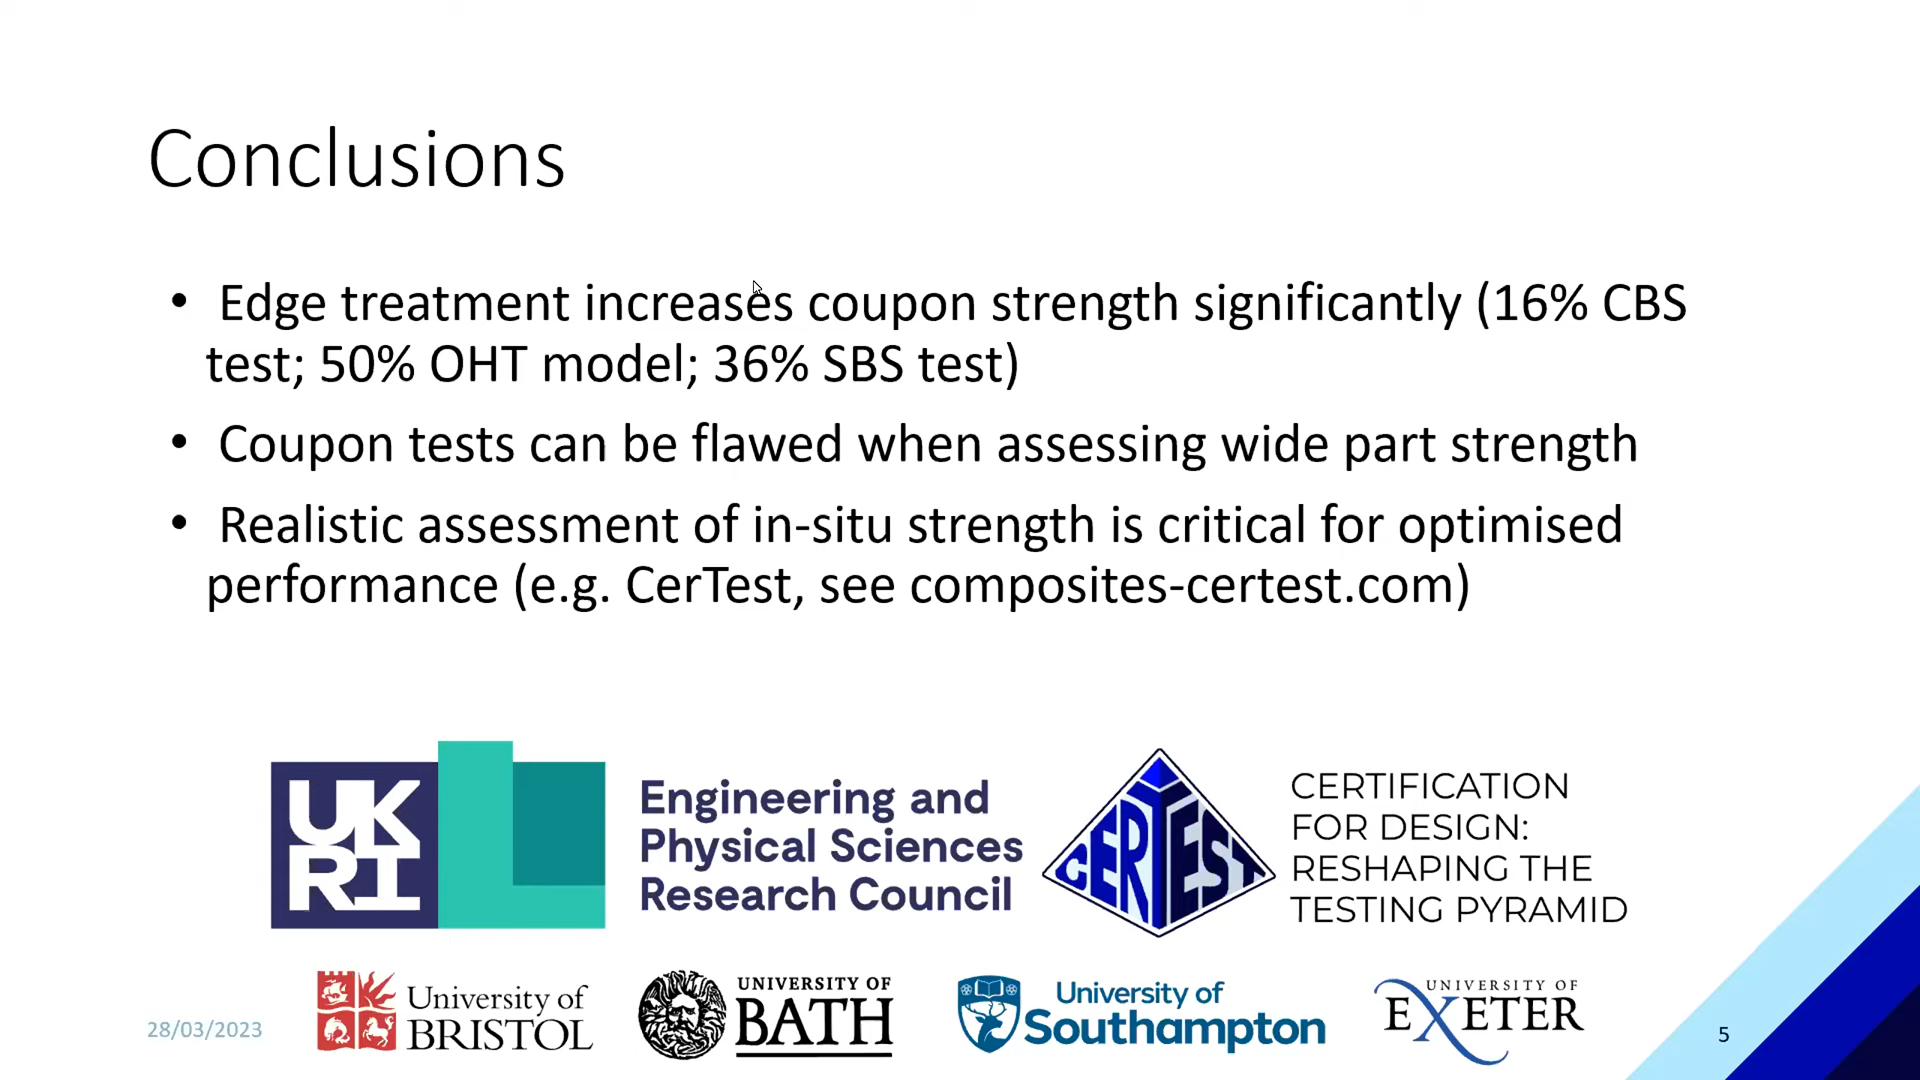 Conclusions
• Edge treatment increases coupon strength significantly (16% CBS
test; 50% OHT model; 36% SBS test)
• Coupon tests can be flawed when assessing wide part strength
• Realistic assessment of in-situ strength is critical for optimised
performance (e.g. CerTest, see composites-certest.com)
UK
RI
Engineering and
Physical Sciences
Research Council
CERTEST
CERTIFICATION
FOR DESIGN:
RESHAPING THE
TESTING PYRAMID
28/03/2023
University of
BRISTOL
UNIVERSITY OF
BATH
University of
Southampton
UNIVERSITY OF
EXETER
5